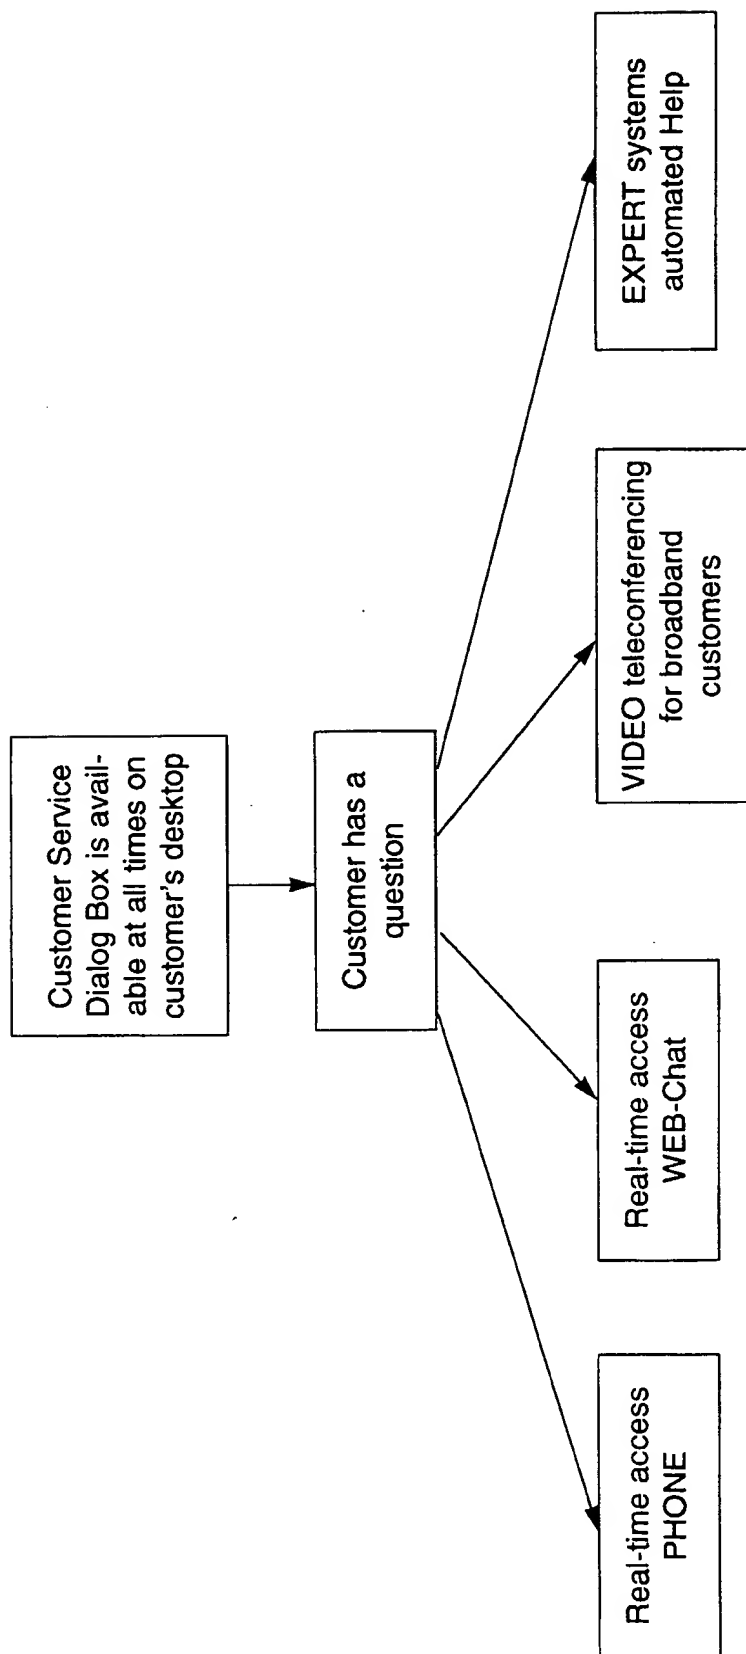 Customer Service
Dialog Box is avail-
able at all times on
customer's desktop
Customer has a
question
Real-time access
PHONE
Real-time access
WEB-Chat
VIDEO teleconferencing
for broadband
customers
EXPERT systems
automated Help